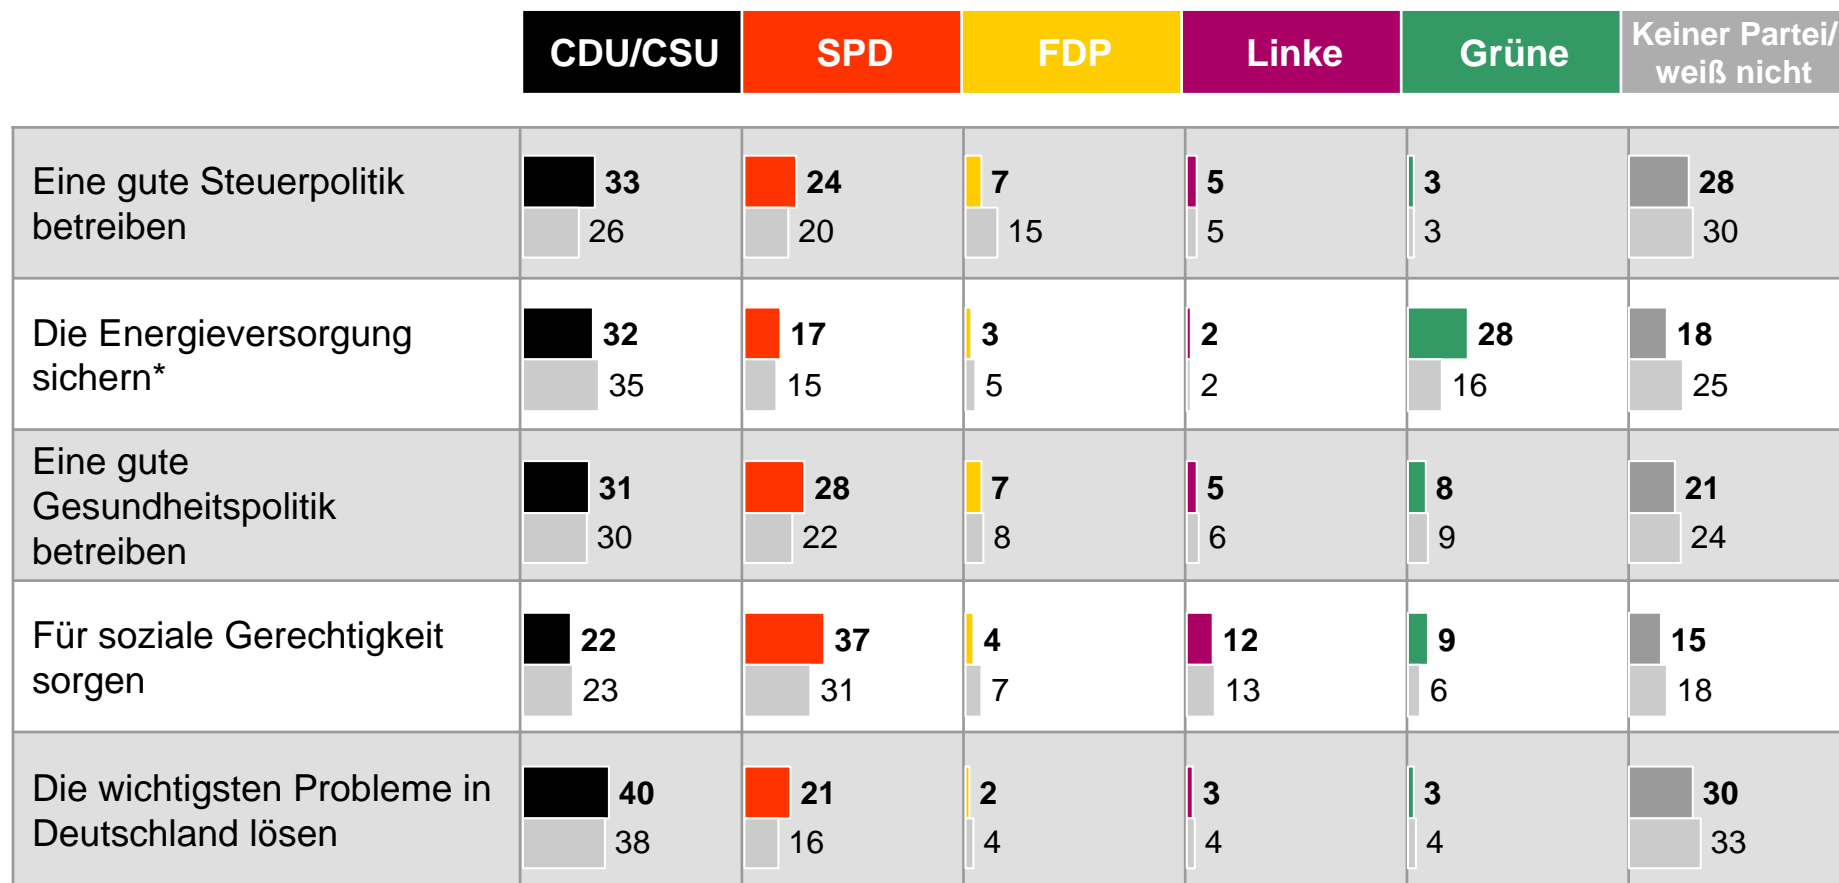 CDU/CSU SPD FDP Linke Grüne Keiner Partei/
weiß nicht
Eine gute Steuerpolitik
betreiben
33 24 7 5 3 28
26 20 15 5 3 30
Die Energieversorgung
sichern*
32 17 3 2 28 18
35 15 5 2 16 25
Eine gute
Gesundheitspolitik
betreiben
31 28 7 5 8 21
30 22 8 6 9 24
Für soziale Gerechtigkeit
sorgen
22 37 4 12 9 15
23 31 7 13 6 18
Die wichtigsten Probleme in
Deutschland lösen
40 21 2 3 3 30
38 16 4 4 4 33